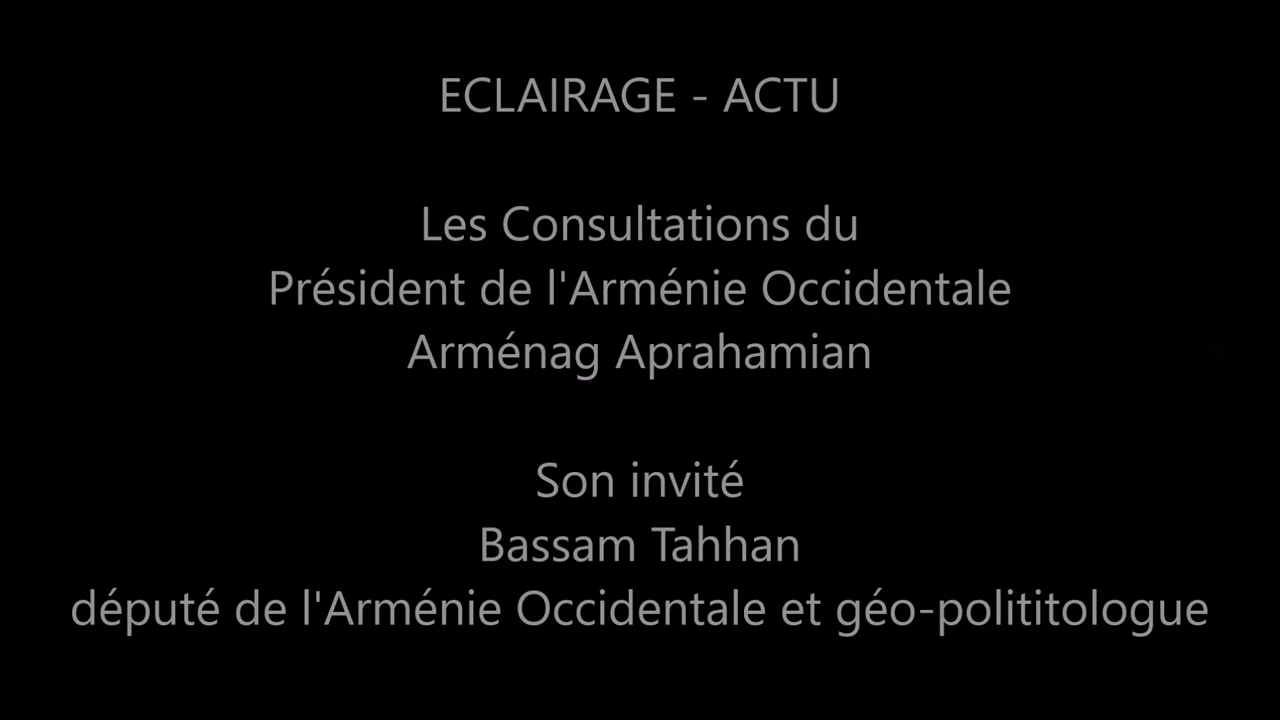 ECLAIRAGE - ACTU
Les Consultations du
Président de l'Arménie Occidentale
Arménag Aprahamian
Son invité
Bassam Tahhan
député de l'Arménie Occidentale et géo-polititologue